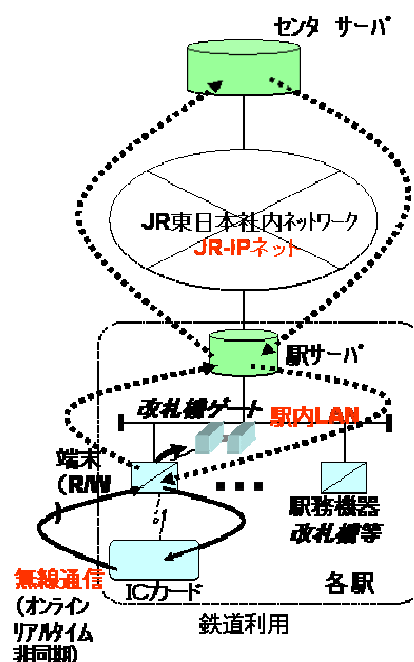 センタ サーバ
JR東日本社内ネットワーク
JR-IPネット
駅サーバ
改札機ゲート
駅内LAN
端末
(R/W
)
駅務機器
改札機等
無線通信
(オンライン
リアルタイム
非同期)
ICカード
各駅
鉄道利用